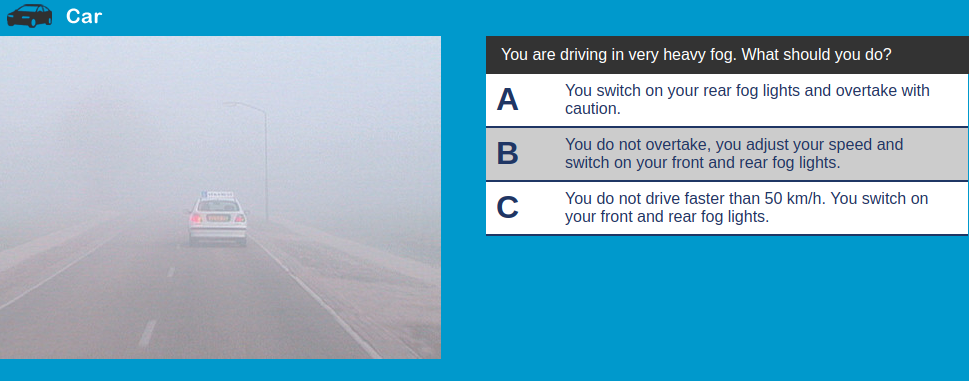 Car
You are driving in very heavy fog. What should you do?
A
You switch on your rear fog lights and overtake with
caution.
B
You do not overtake, you adjust your speed and
switch on your front and rear fog lights.
C
You do not drive faster than 50 km/h. You switch on
your front and rear fog lights.